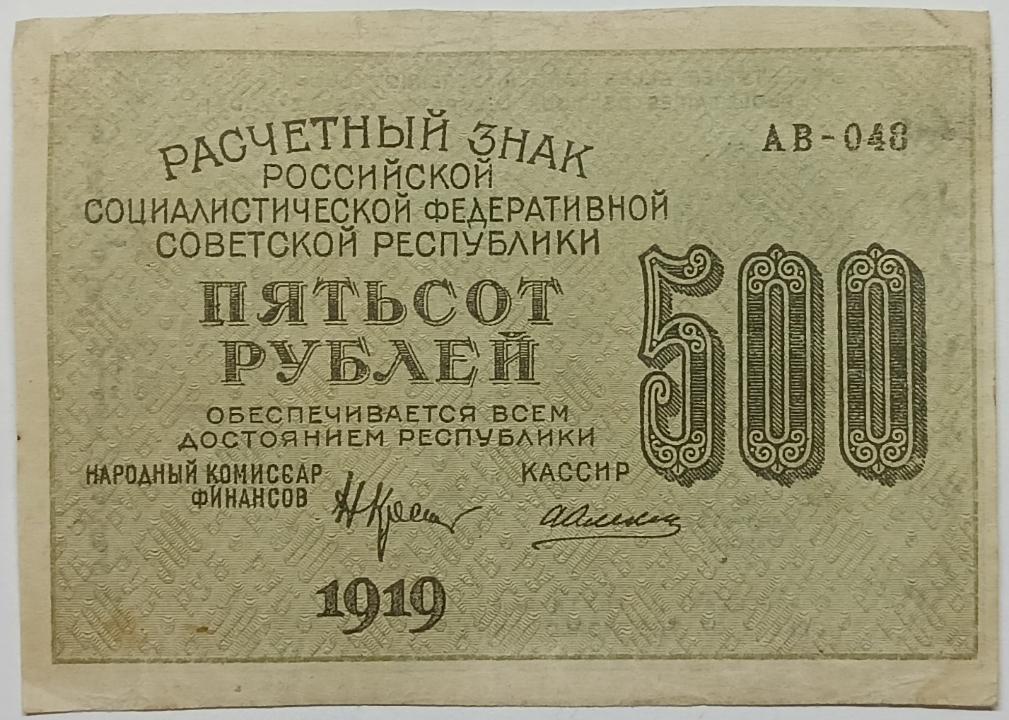 РАСЧЕТНЫЙ ЗНАК
АВ-048
РОССИЙСКОЙ
СОЦИАЛИСТИЧЕСКОЙ ФЕДЕРАТИВНОЙ
СОВЕТСКОЙ РЕСПУБЛИКИ
ПЯТЬСОТ
РУБЛЕЙ
500
ОБЕСПЕЧИВАЕТСЯ ВСЕМ
ДОСТОЯНИЕМ РЕСПУБЛИКИ
НАРОДНЫЙ КОМИССАР
ФИНАНСОВ
КАССИР
1919